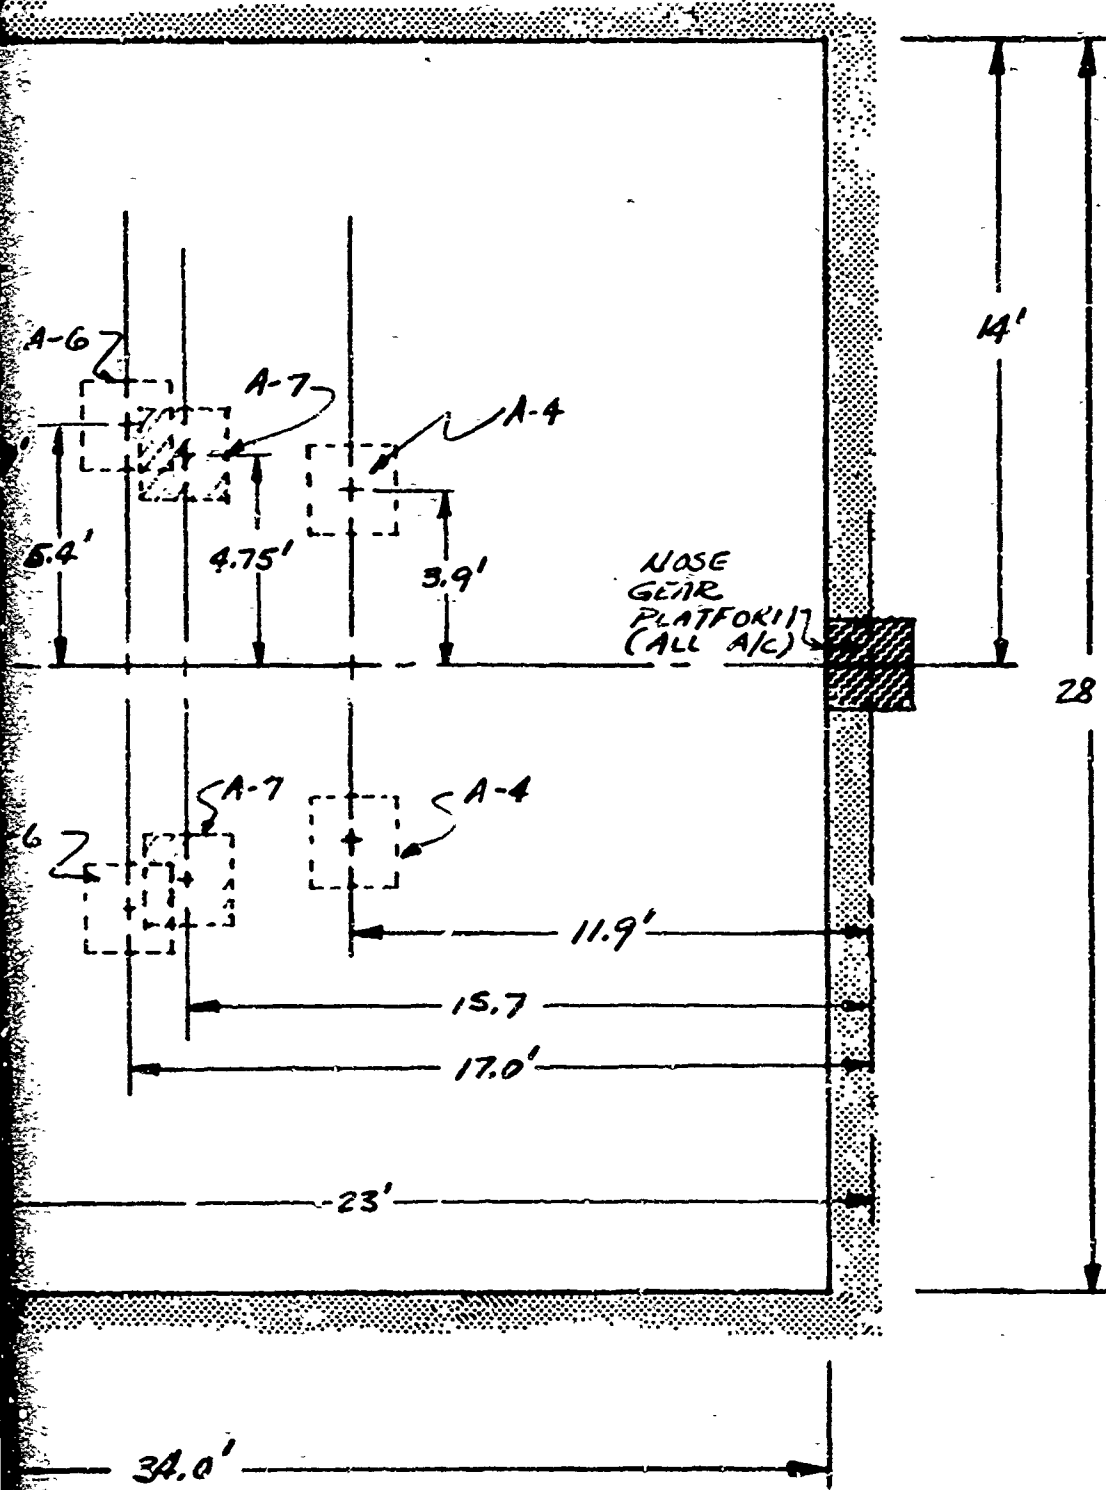 14'
A-6
A-7
A-4
5.4'
4.75'
3.9'
NOSE
GEAR
PLATFORM
(ALL A/C)
28
A-7
A-4
6
11.9'
15.7
17.0'
23'
34.0'